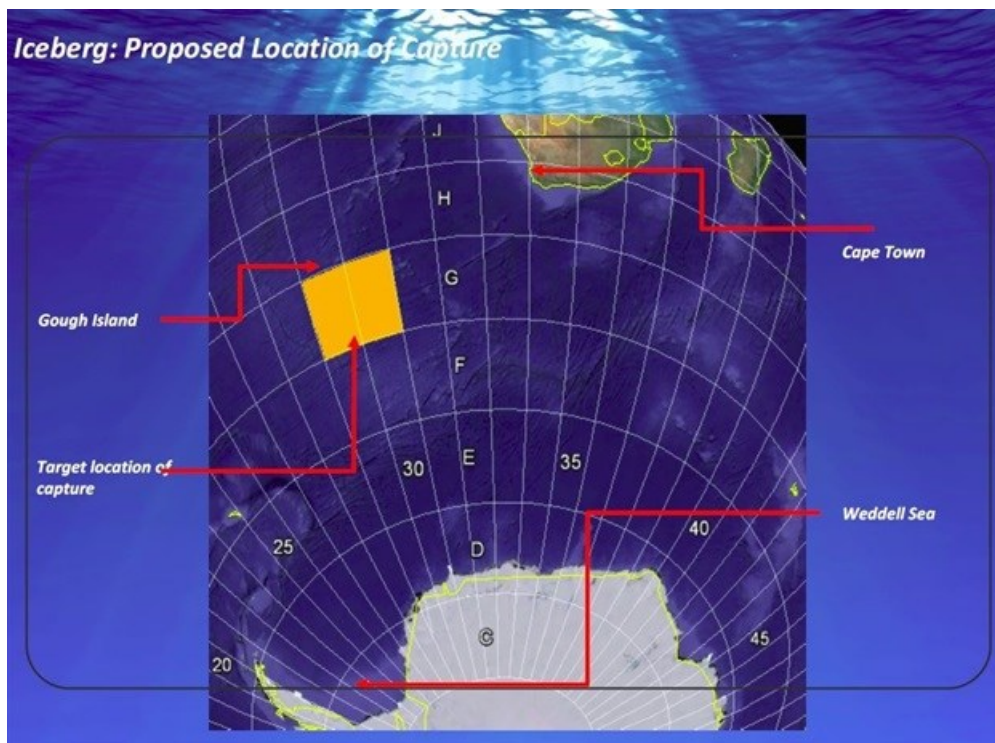 Iceberg: Proposed Location of Capture
J
H
Cape Town
G
Gough Island
F
Target location of
capture
30
E
35
Weddell Sea
40
25
D
C
45
20